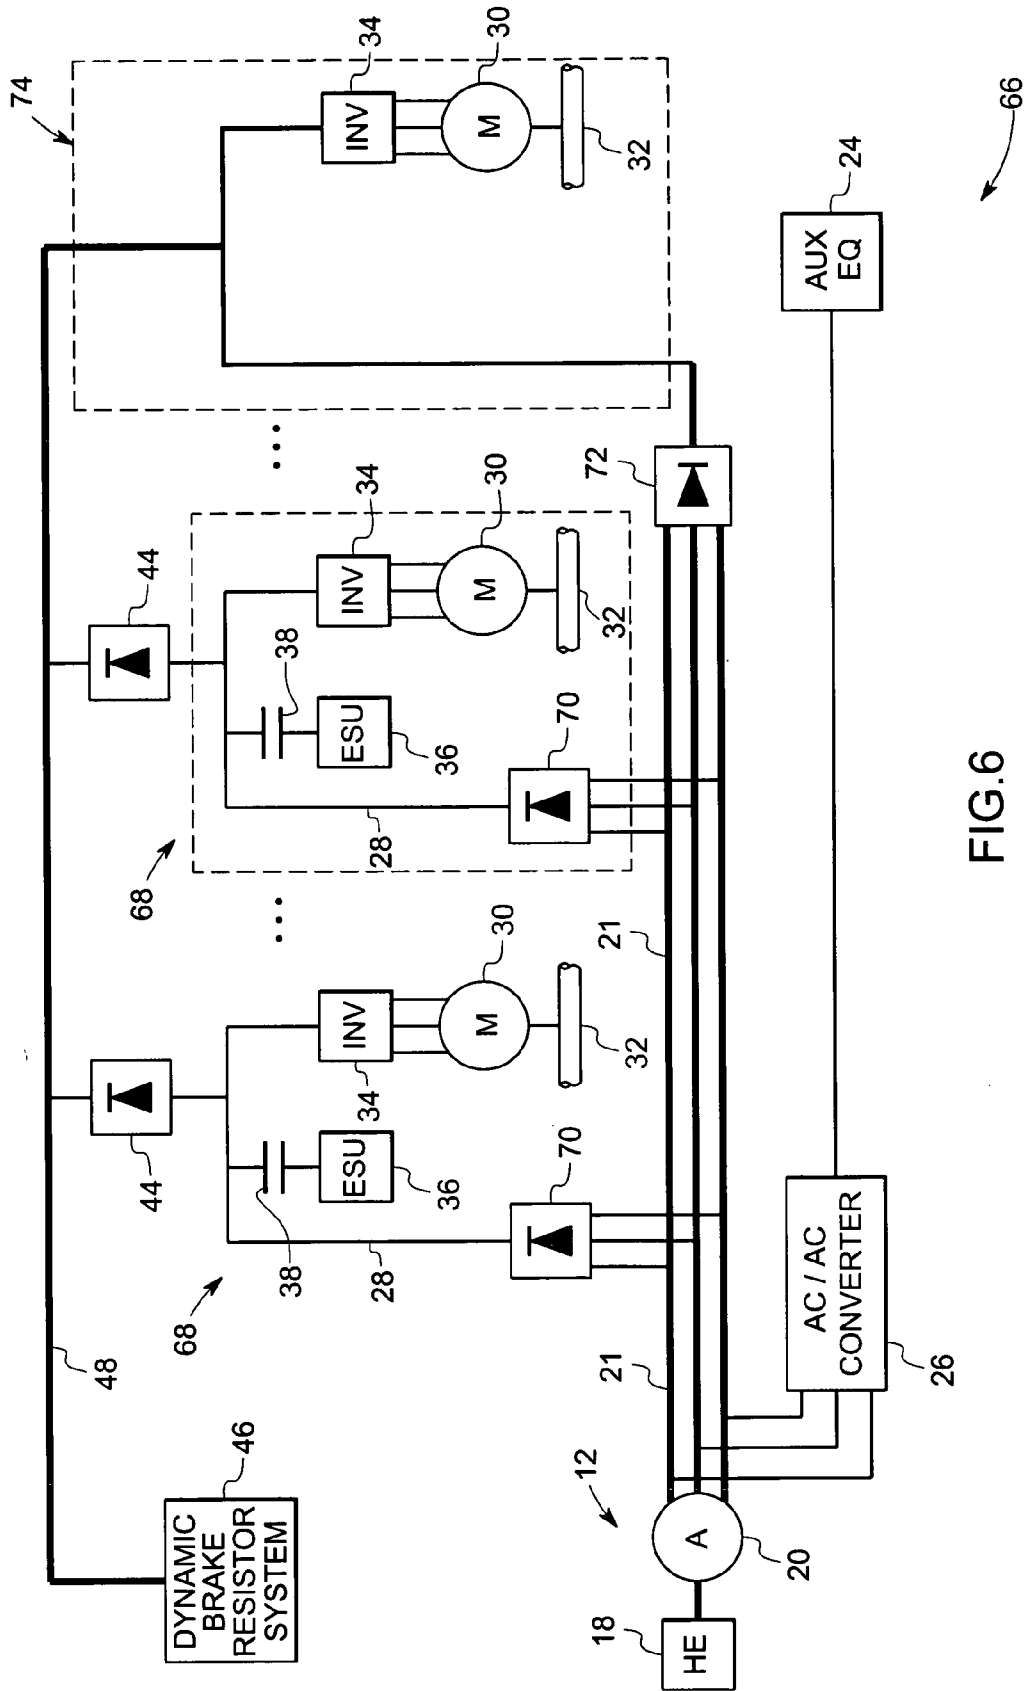 74
34
30
INV
M
32
66
24
AUX
EQ
...
72
44
34
30
38
INV
M
32
ESU
36
70
28
68
...
21
30
INV
34
M
32
44
38
ESU
36
70
28
68
21
48
AC / AC
CONVERTER
26
46
DYNAMIC
BRAKE
RESISTOR
SYSTEM
12
A
20
18
HE
FIG.6